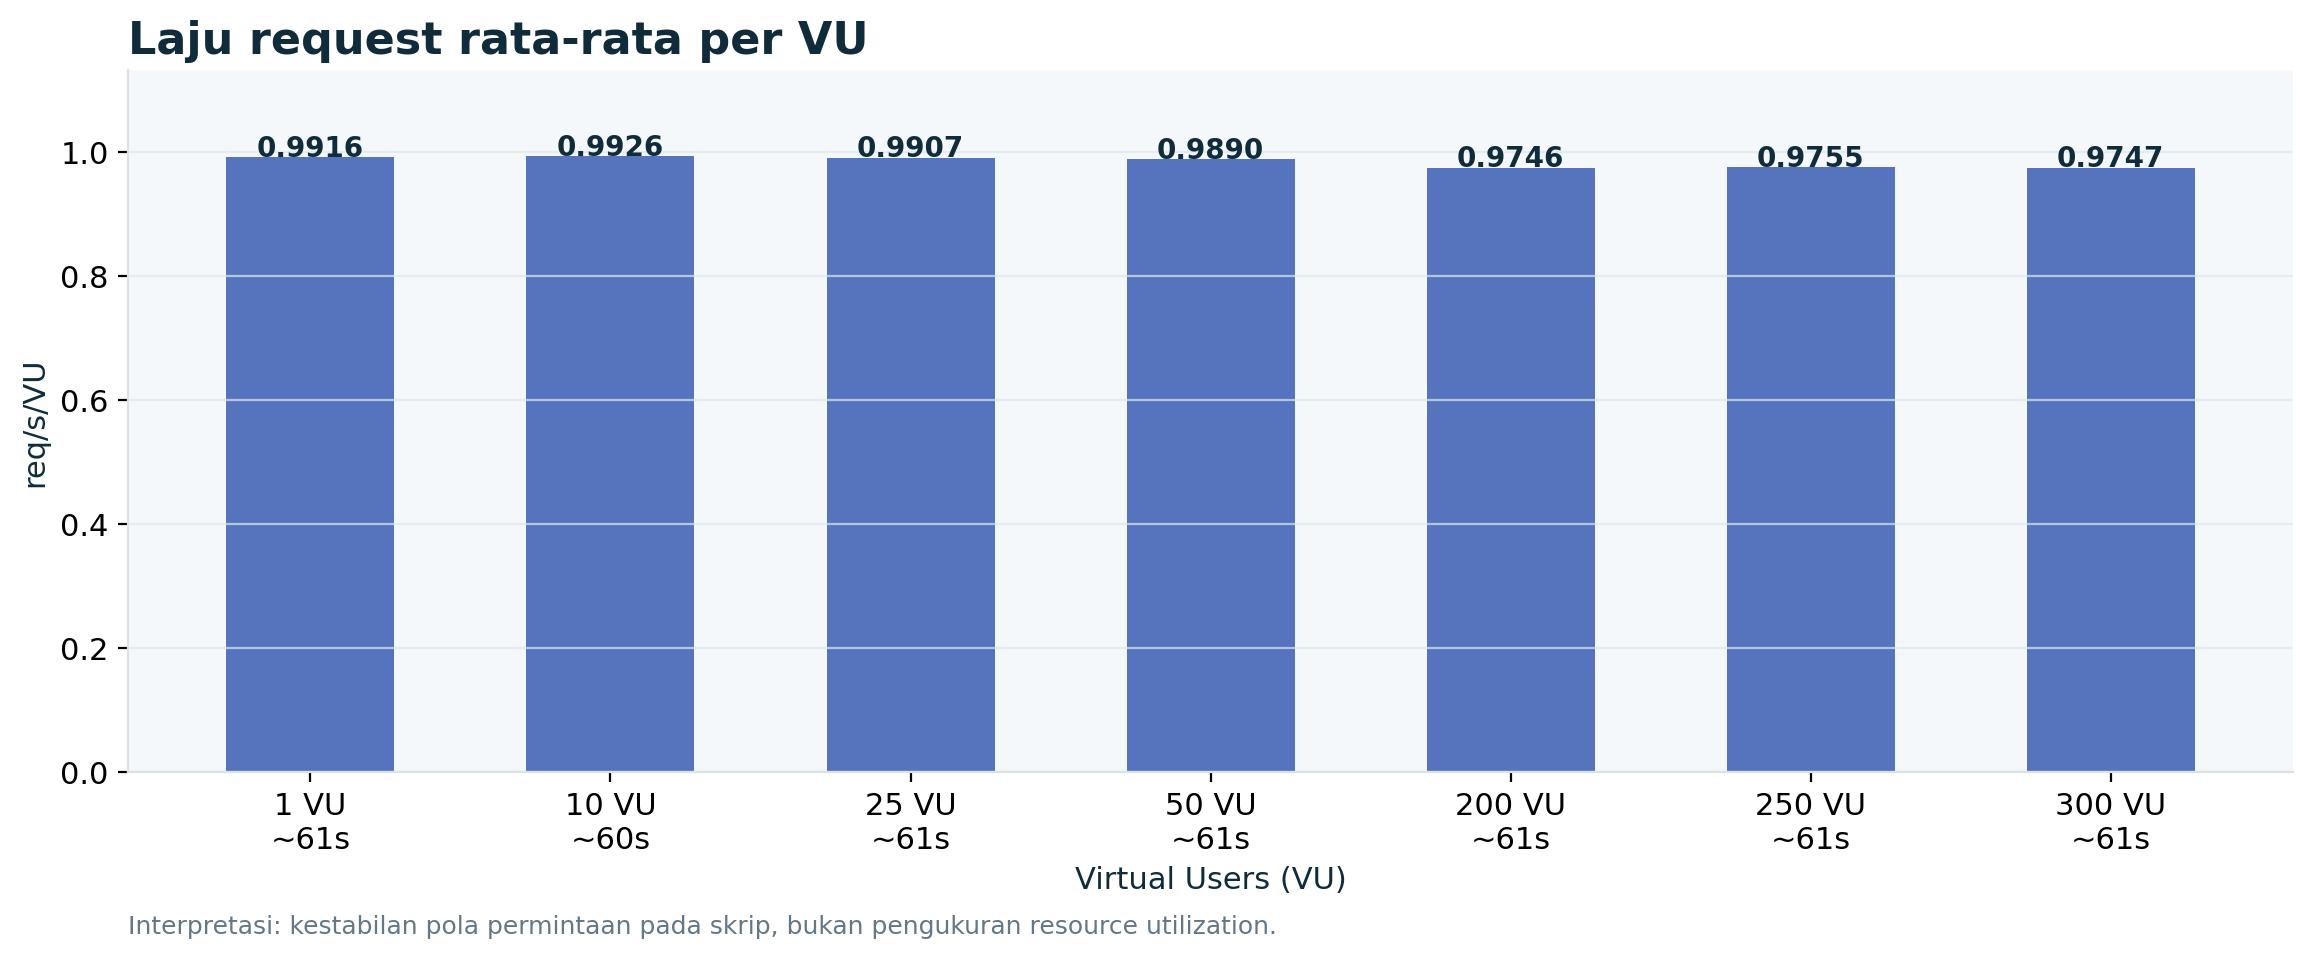 Laju request rata-rata per VU
req/s/VU
1.0
0.8
0.6
0.4
0.2
0.0
0.9916 0.9926 0.9907 0.9890 0.9746 0.9755 0.9747
1 VU 10 VU 25 VU 50 VU 200 VU 250 VU 300 VU
~61s ~60s ~61s ~61s ~61s ~61s ~61s
Virtual Users (VU)
Interpretasi: kestabilan pola permintaan pada skrip, bukan pengukuran resource utilization.